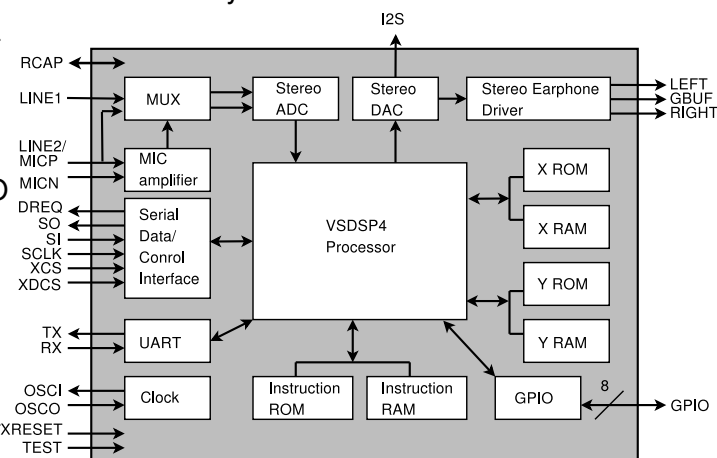 I2S
RCAP
LINE1
LINE2/
MICP
MICN
DREQ
SO
SI
SCLK
XCS
XDCS
TX
RX
OSCI
OSCO
XRESET
TEST
MUX
Stereo
ADC
Stereo
DAC
Stereo Earphone
Driver
LEFT
GBUF
RIGHT
MIC
amplifier
Serial
Data/
Conrol
Interface
VSDSP4
Processor
X ROM
X RAM
Y ROM
Y RAM
UART
Clock
Instruction
ROM
Instruction
RAM
GPIO
8
GPIO